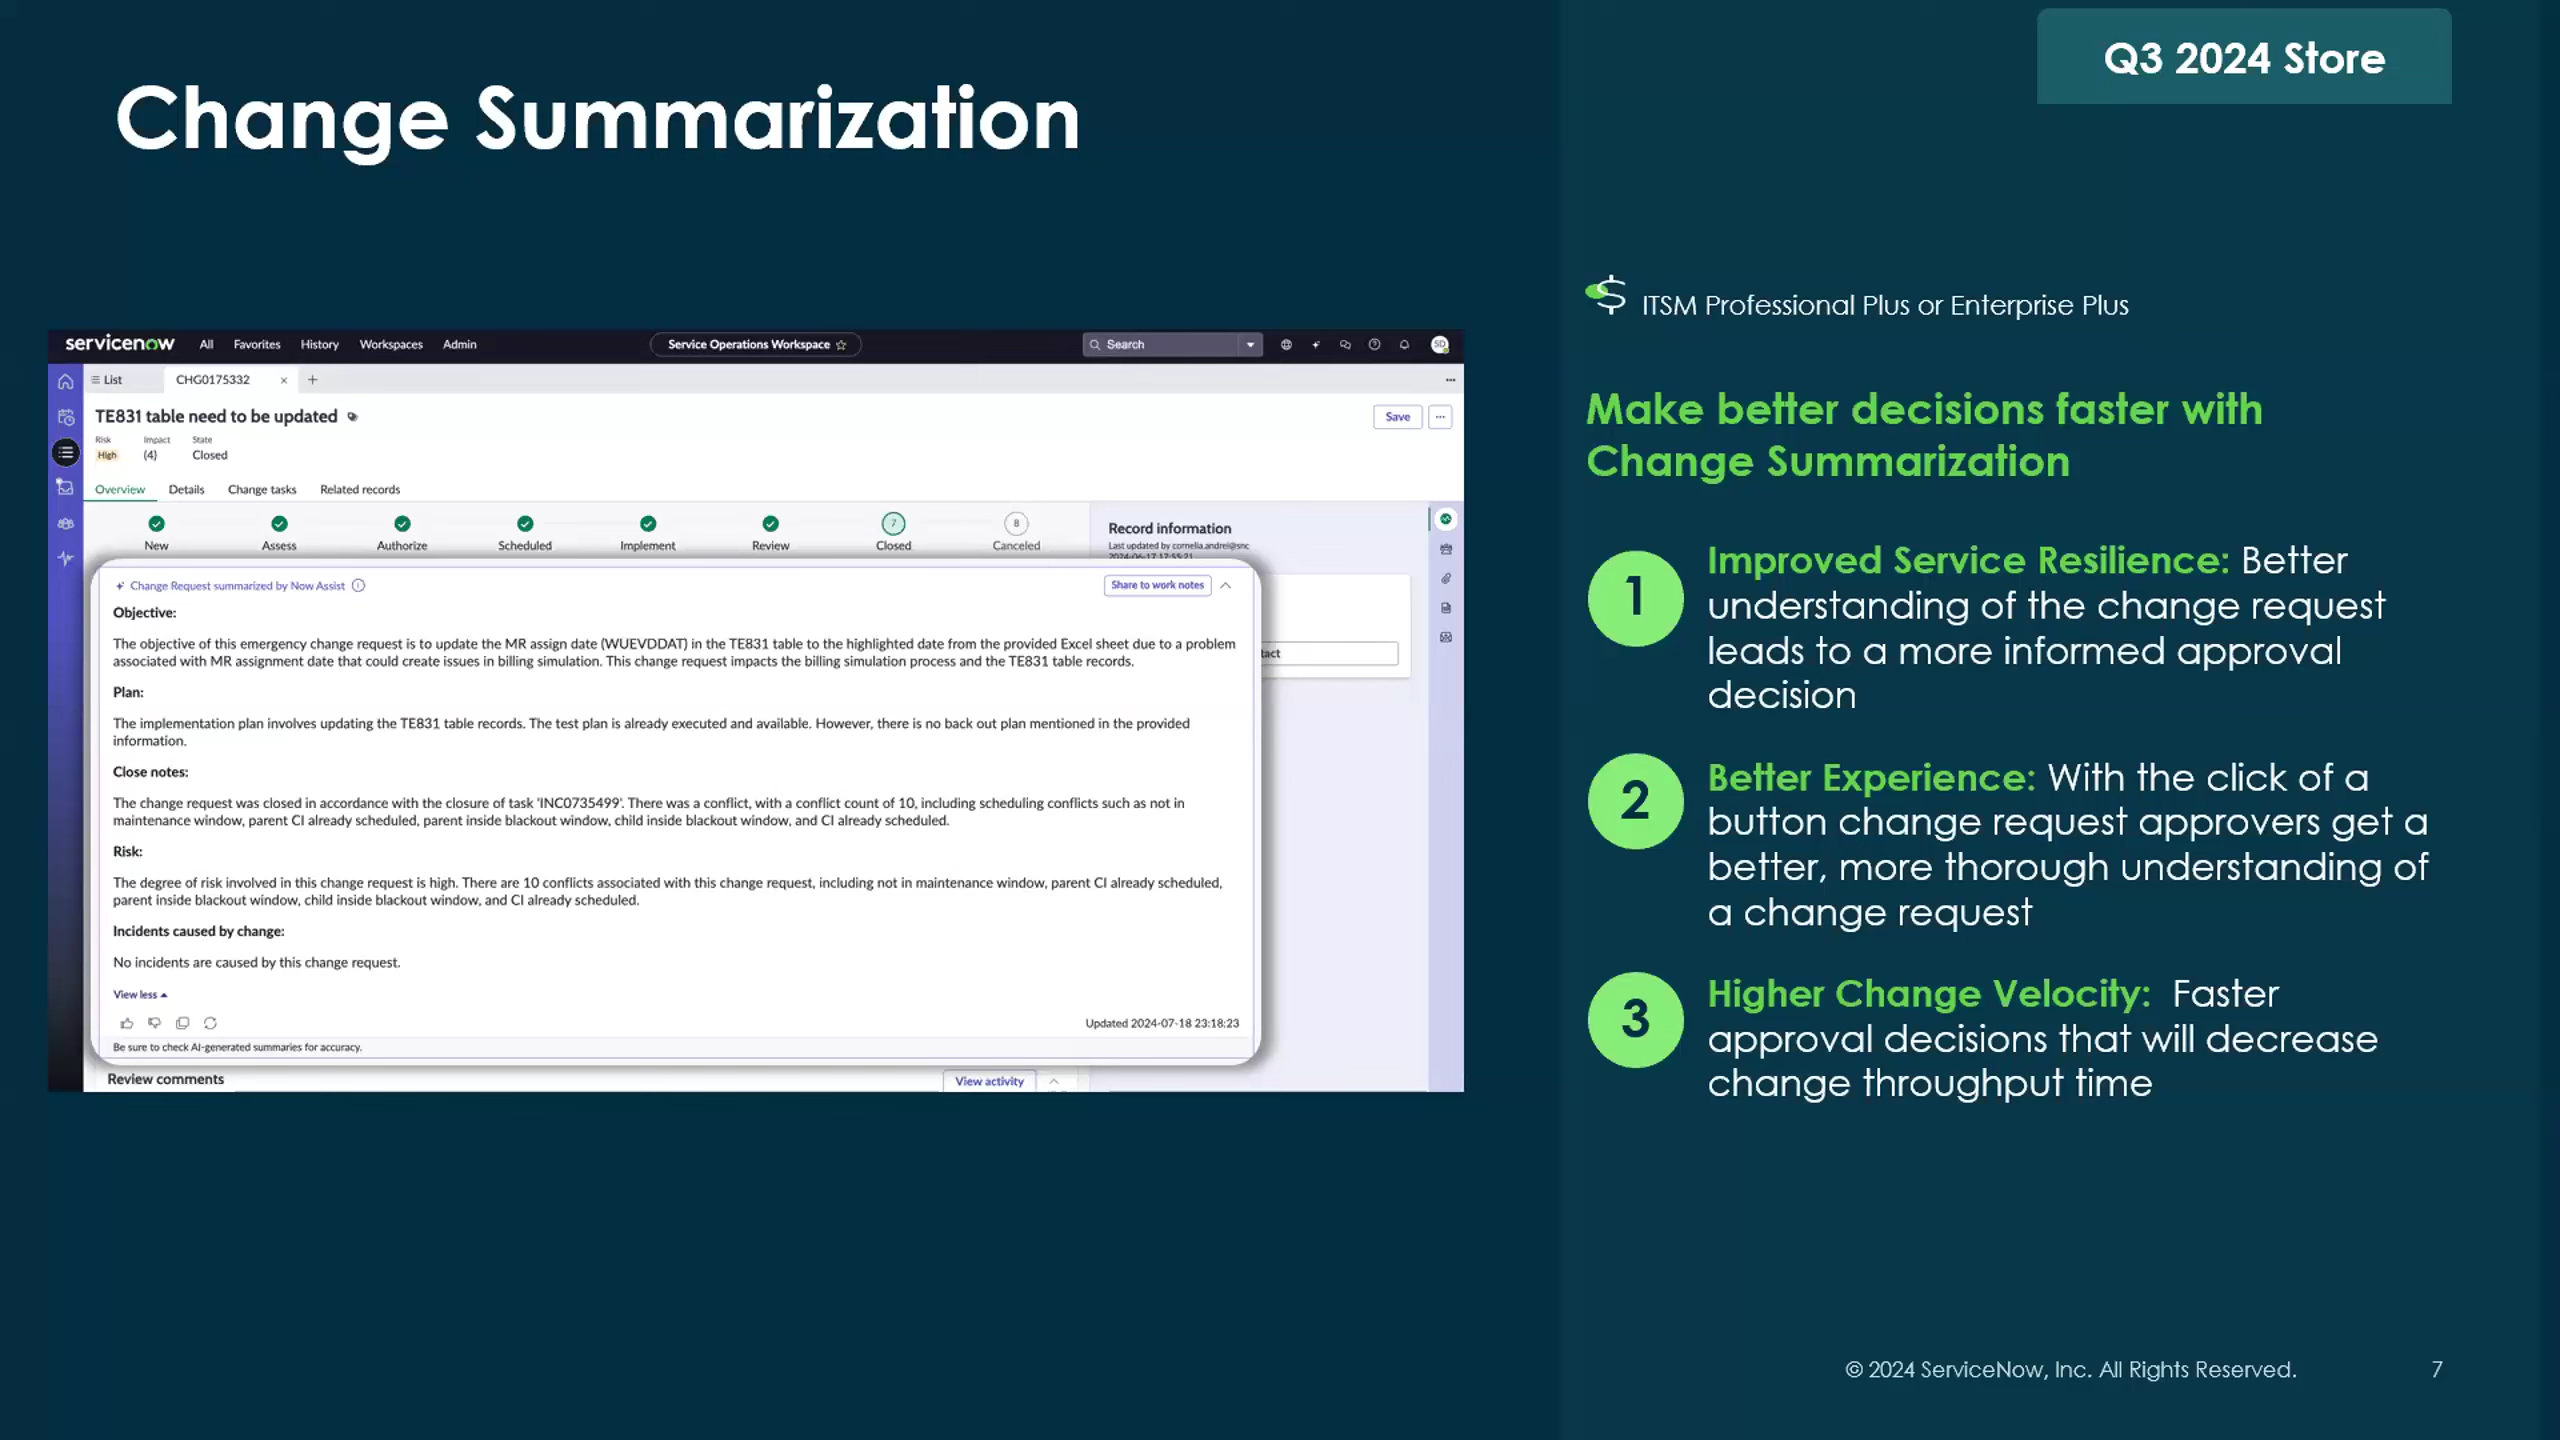 Q3 2024 Store
Change Summarization
servicenow All Favorites History Workspaces Admin Service Operations Workspace Search SD
List CHG0175332
TE831 table need to be updated Save
Risk Impact State
High (4) Closed
Overview Details Change tasks Related records
7 8
New Assess Authorize Scheduled Implement Review Closed Canceled
Record information
Last updated by cornelia.andrei@snc
2024-06-17 17:55:21
tact
Change Request summarized by Now Assist Share to work notes
Objective:
The objective of this emergency change request is to update the MR assign date (WUEVDDAT) in the TE831 table to the highlighted date from the provided Excel sheet due to a problem
associated with MR assignment date that could create issues in billing simulation. This change request impacts the billing simulation process and the TE831 table records.
Plan:
The implementation plan involves updating the TE831 table records. The test plan is already executed and available. However, there is no back out plan mentioned in the provided
information.
Close notes:
The change request was closed in accordance with the closure of task 'INC0735499'. There was a conflict, with a conflict count of 10, including scheduling conflicts such as not in
maintenance window, parent CI already scheduled, parent inside blackout window, child inside blackout window, and CI already scheduled.
Risk:
The degree of risk involved in this change request is high. There are 10 conflicts associated with this change request, including not in maintenance window, parent CI already scheduled,
parent inside blackout window, child inside blackout window, and CI already scheduled.
Incidents caused by change:
No incidents are caused by this change request.
View less
Updated 2024-07-18 23:18:23
Be sure to check AI-generated summaries for accuracy.
Review comments View activity
ITSM Professional Plus or Enterprise Plus
Make better decisions faster with
Change Summarization
1
Improved Service Resilience: Better
understanding of the change request
leads to a more informed approval
decision
2
Better Experience: With the click of a
button change request approvers get a
better, more thorough understanding of
a change request
3
Higher Change Velocity: Faster
approval decisions that will decrease
change throughput time
© 2024 ServiceNow, Inc. All Rights Reserved. 7